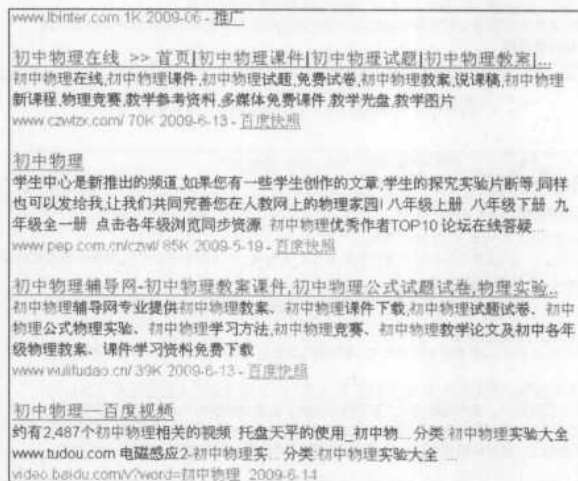 www.lbinter.com 1K 2009-06 - 推广
初中物理在线 >> 首页|初中物理课件|初中物理试题|初中物理教案|...
初中物理在线,初中物理课件,初中物理试题,免费试卷,初中物理教案,说课稿,初中物理
新课程,物理竞赛,教学参考资料,多媒体免费课件,教学光盘,教学图片
www.czwlzx.com/ 70K 2009-6-13 - 百度快照
初中物理
学生中心是新推出的频道,如果您有一些学生创作的文章,学生的探究实验片断等,同样
也可以发给我,让我们共同完善您在人教网上的物理家园! 八年级上册 八年级下册 九
年级全一册 点击各年级浏览同步资源 初中物理优秀作者TOP10 论坛在线答疑...
www.pep.com.cn/czwl/ 85K 2009-5-19 - 百度快照
初中物理辅导网-初中物理教案课件,初中物理公式试题试卷,物理实验..
初中物理辅导网专业提供初中物理教案、初中物理课件下载,初中物理试题试卷、初中
物理公式物理实验、初中物理学习方法,初中物理竞赛、初中物理教学论文及初中各年
级物理教案、课件学习资料免费下载
www.wulifudao.cn/ 39K 2009-6-13 - 百度快照
初中物理—百度视频
约有2,487个初中物理相关的视频 托盘天平的使用_初中物... 分类 初中物理实验大全
www.tudou.com 电磁感应2-初中物理实... 分类 初中物理实验大全 ...
video.baidu.com/v?word=初中物理 2009-6-14